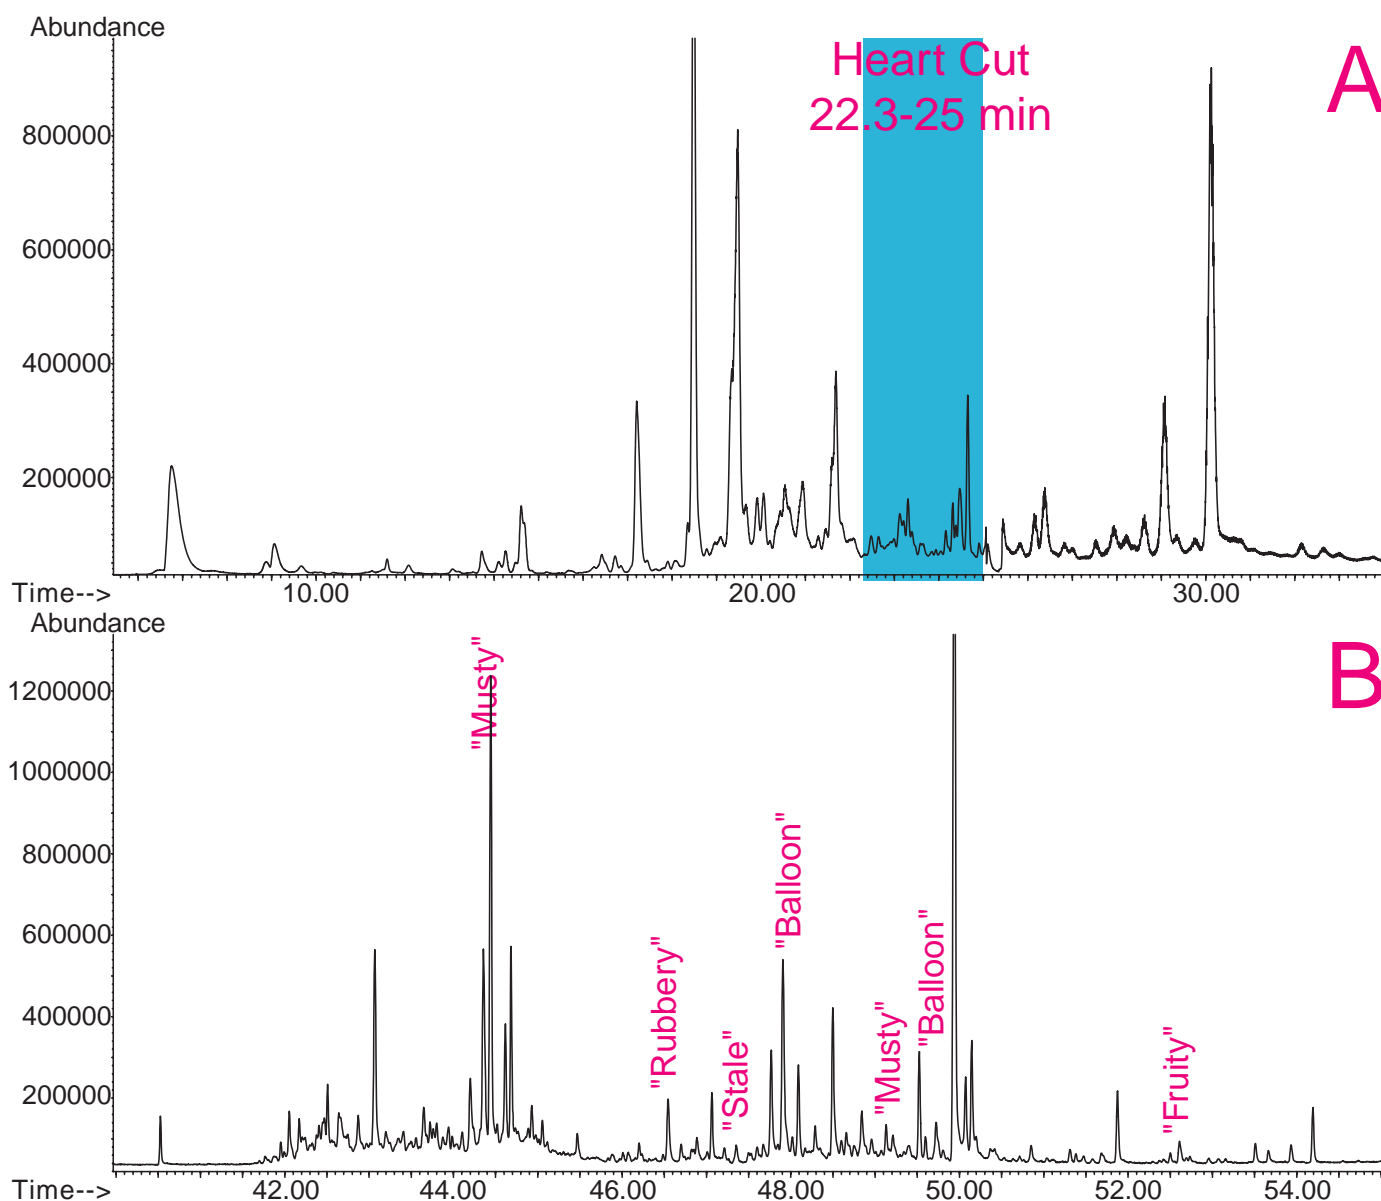 Abundance
Heart Cut
22.3-25 min
A
800000
600000
400000
200000
Time-->
10.00
20.00
30.00
Abundance
B
1200000
1000000
800000
600000
400000
200000
"Musty"
"Rubbery"
"Stale"
"Balloon"
"Musty"
"Balloon"
"Fruity"
Time-->
42.00
44.00
46.00
48.00
50.00
52.00
54.00